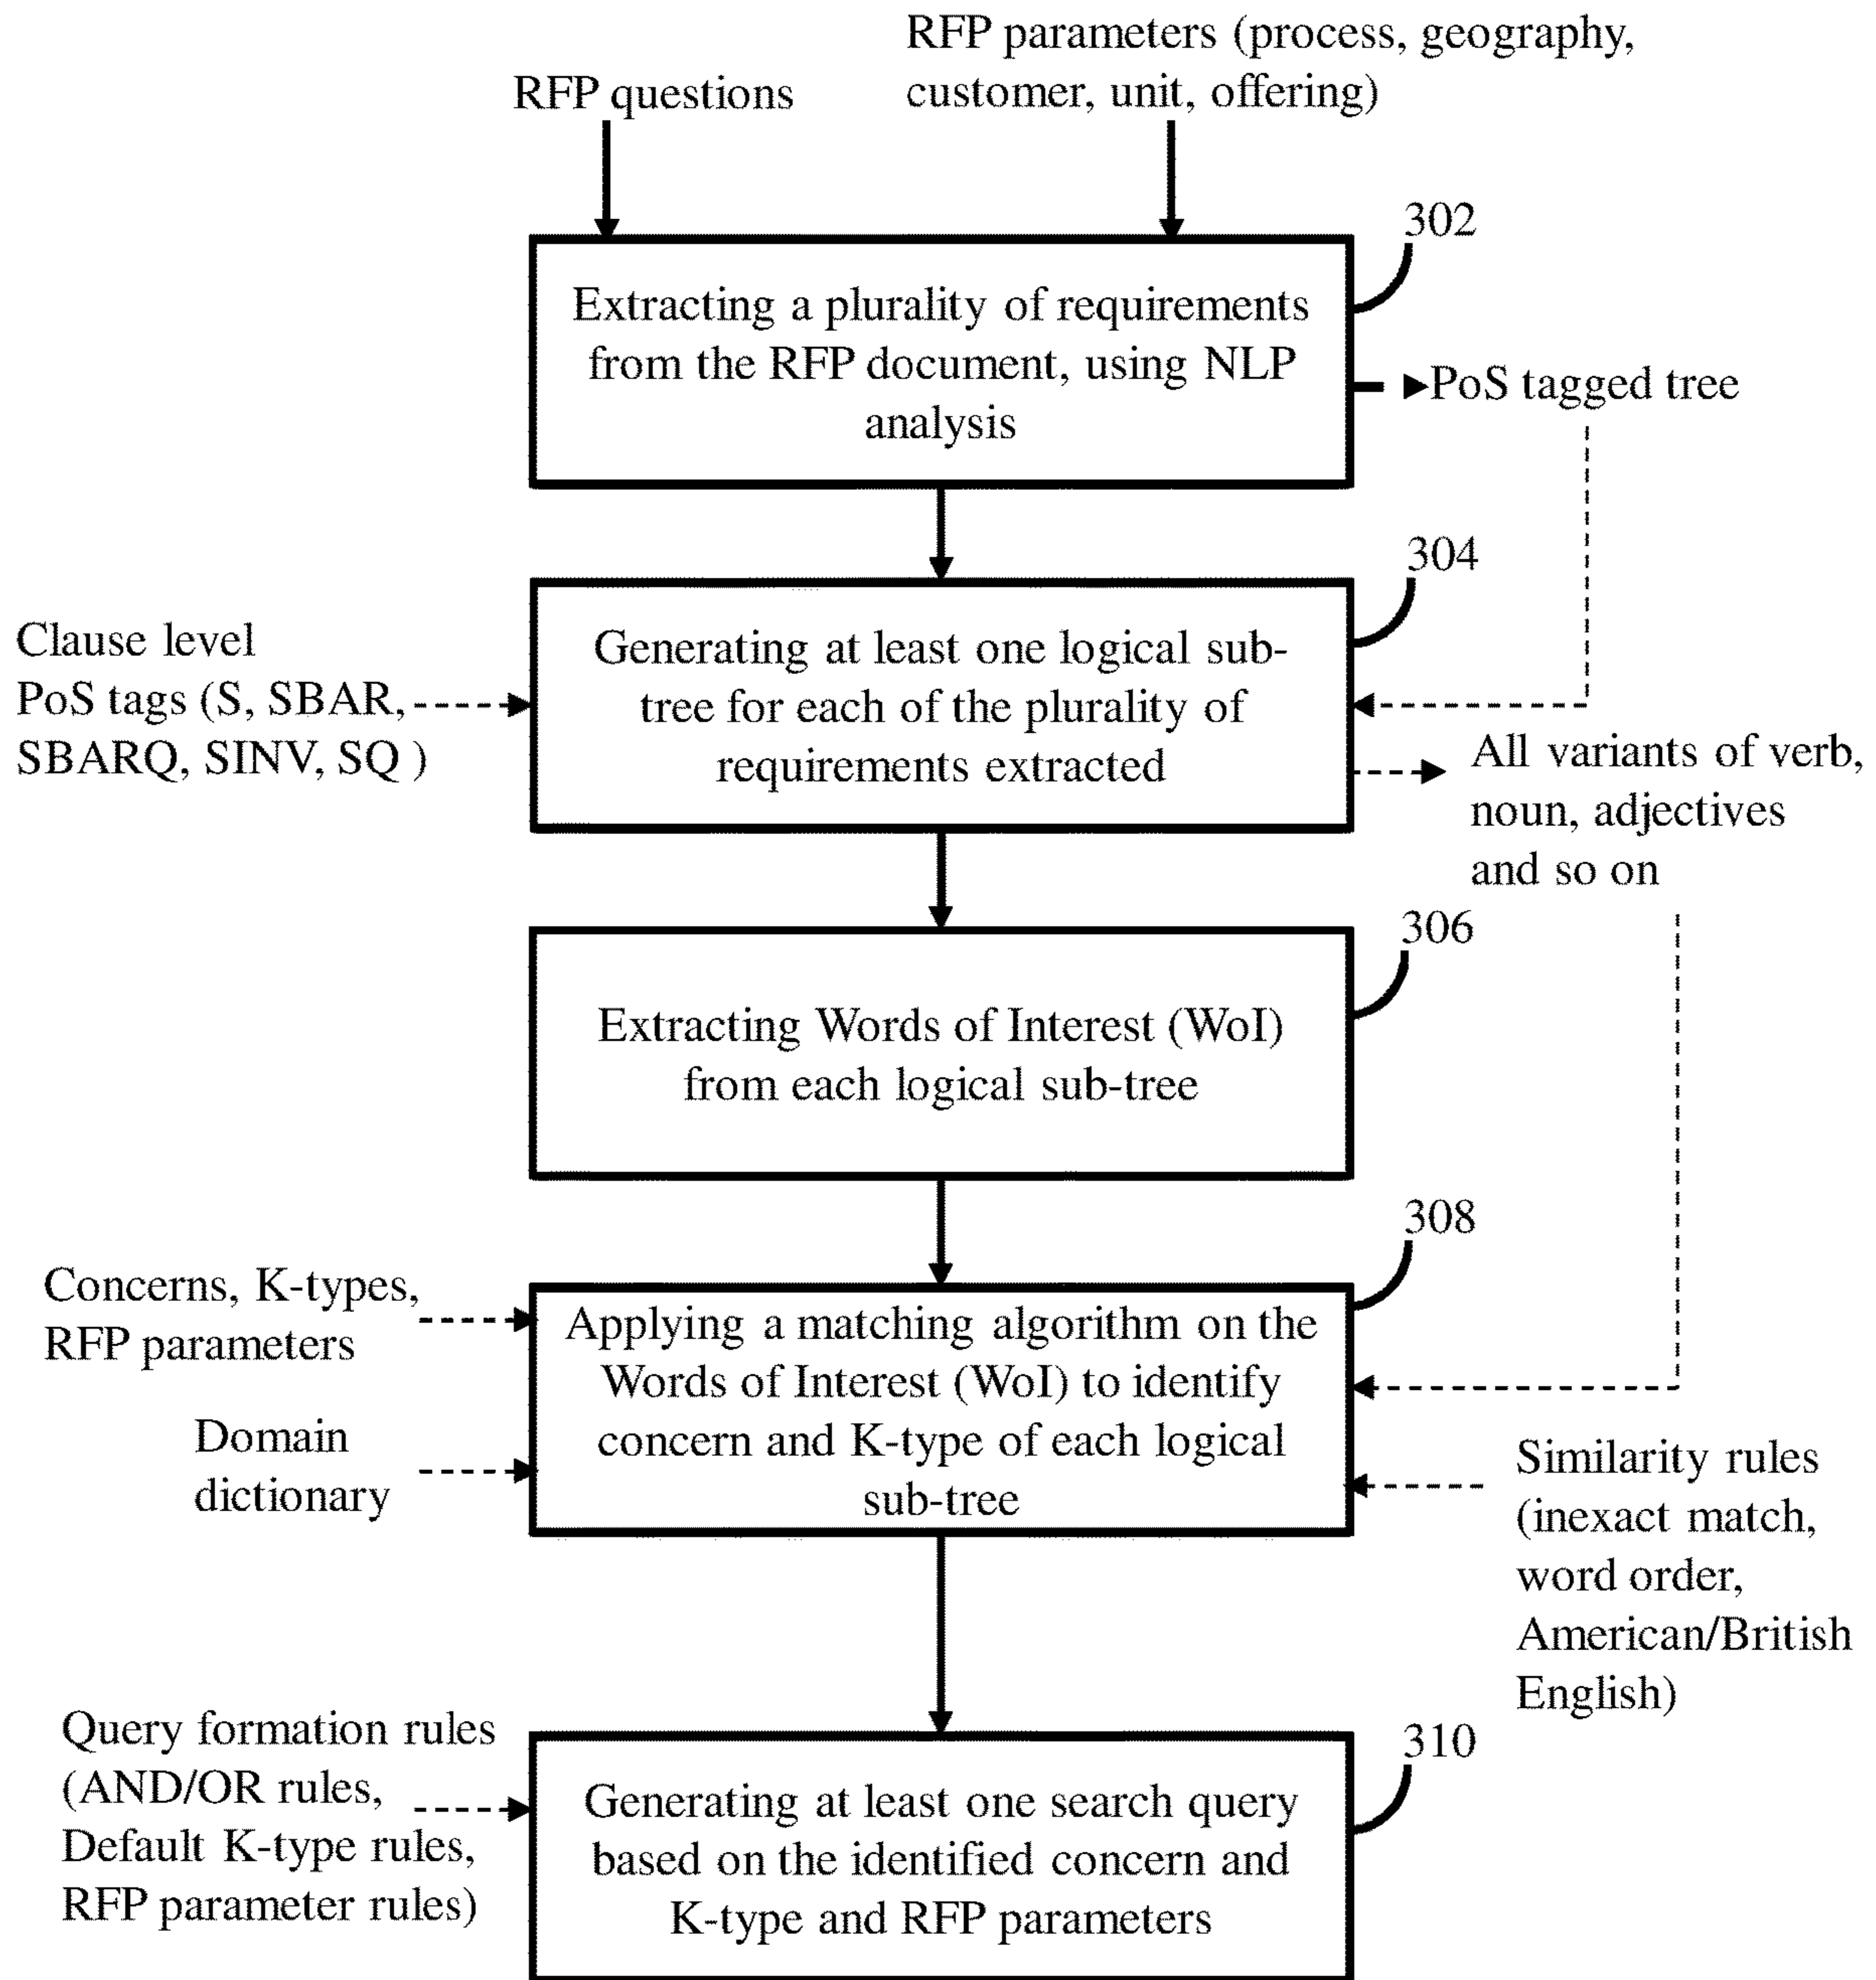 RFP parameters (process, geography,
customer, unit, offering)
RFP questions
302
Extracting a plurality of requirements
from the RFP document, using NLP
analysis
PoS tagged tree
304
Clause level
PoS tags (S, SBAR,
SBARQ, SINV, SQ )
Generating at least one logical sub-
tree for each of the plurality of
requirements extracted
All variants of verb,
noun, adjectives
and so on
306
Extracting Words of Interest (WoI)
from each logical sub-tree
308
Concerns, K-types,
RFP parameters
Domain
dictionary
Applying a matching algorithm on the
Words of Interest (WoI) to identify
concern and K-type of each logical
sub-tree
Similarity rules
(inexact match,
word order,
American/British
English)
310
Query formation rules
(AND/OR rules,
Default K-type rules,
RFP parameter rules)
Generating at least one search query
based on the identified concern and
K-type and RFP parameters